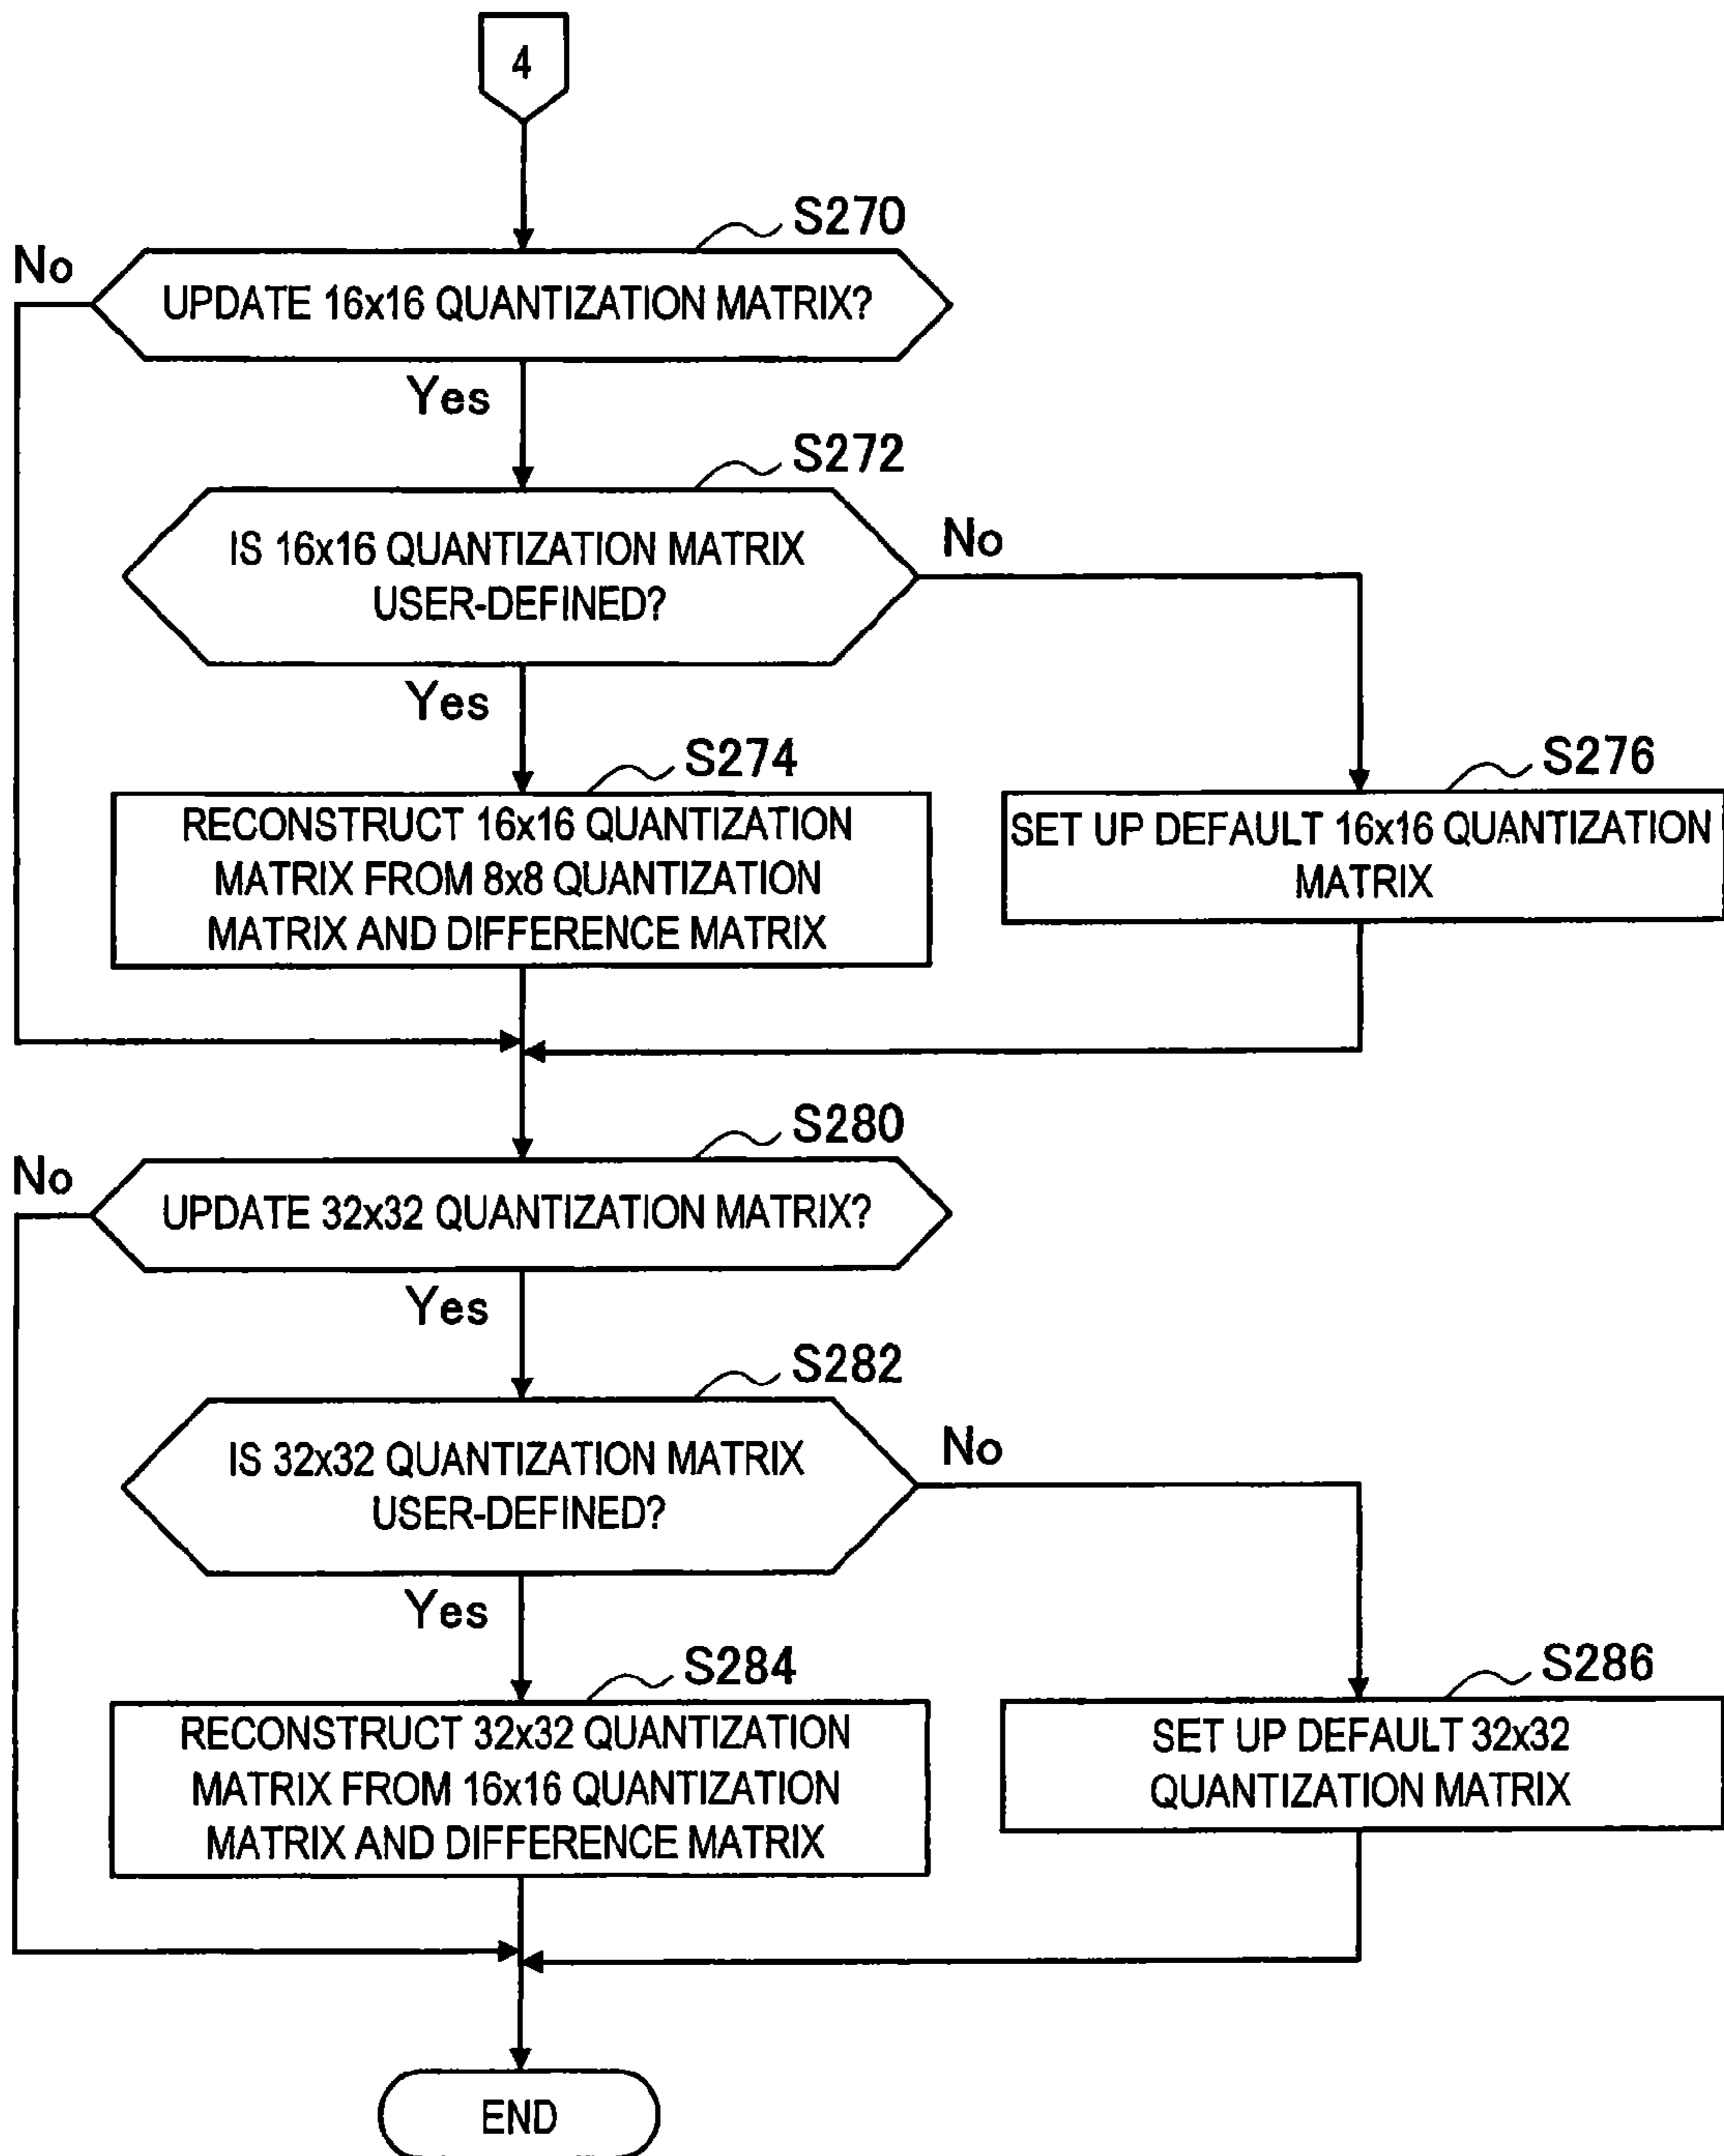 4
S270
No
UPDATE 16x16 QUANTIZATION MATRIX?
Yes
S272
IS 16x16 QUANTIZATION MATRIX
USER-DEFINED?
No
Yes
S274
RECONSTRUCT 16x16 QUANTIZATION
MATRIX FROM 8x8 QUANTIZATION
MATRIX AND DIFFERENCE MATRIX
S276
SET UP DEFAULT 16x16 QUANTIZATION
MATRIX
S280
No
UPDATE 32x32 QUANTIZATION MATRIX?
Yes
S282
IS 32x32 QUANTIZATION MATRIX
USER-DEFINED?
No
Yes
S284
RECONSTRUCT 32x32 QUANTIZATION
MATRIX FROM 16x16 QUANTIZATION
MATRIX AND DIFFERENCE MATRIX
S286
SET UP DEFAULT 32x32
QUANTIZATION MATRIX
END